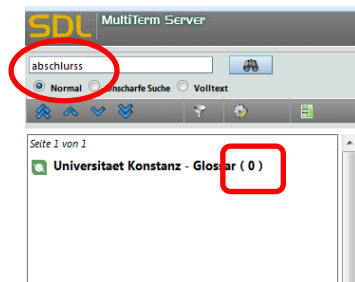 SDL MultiTerm Server
abschlurss
Normal Unscharfe Suche Volltext
Seite 1 von 1
Universitaet Konstanz - Glossar ( 0 )